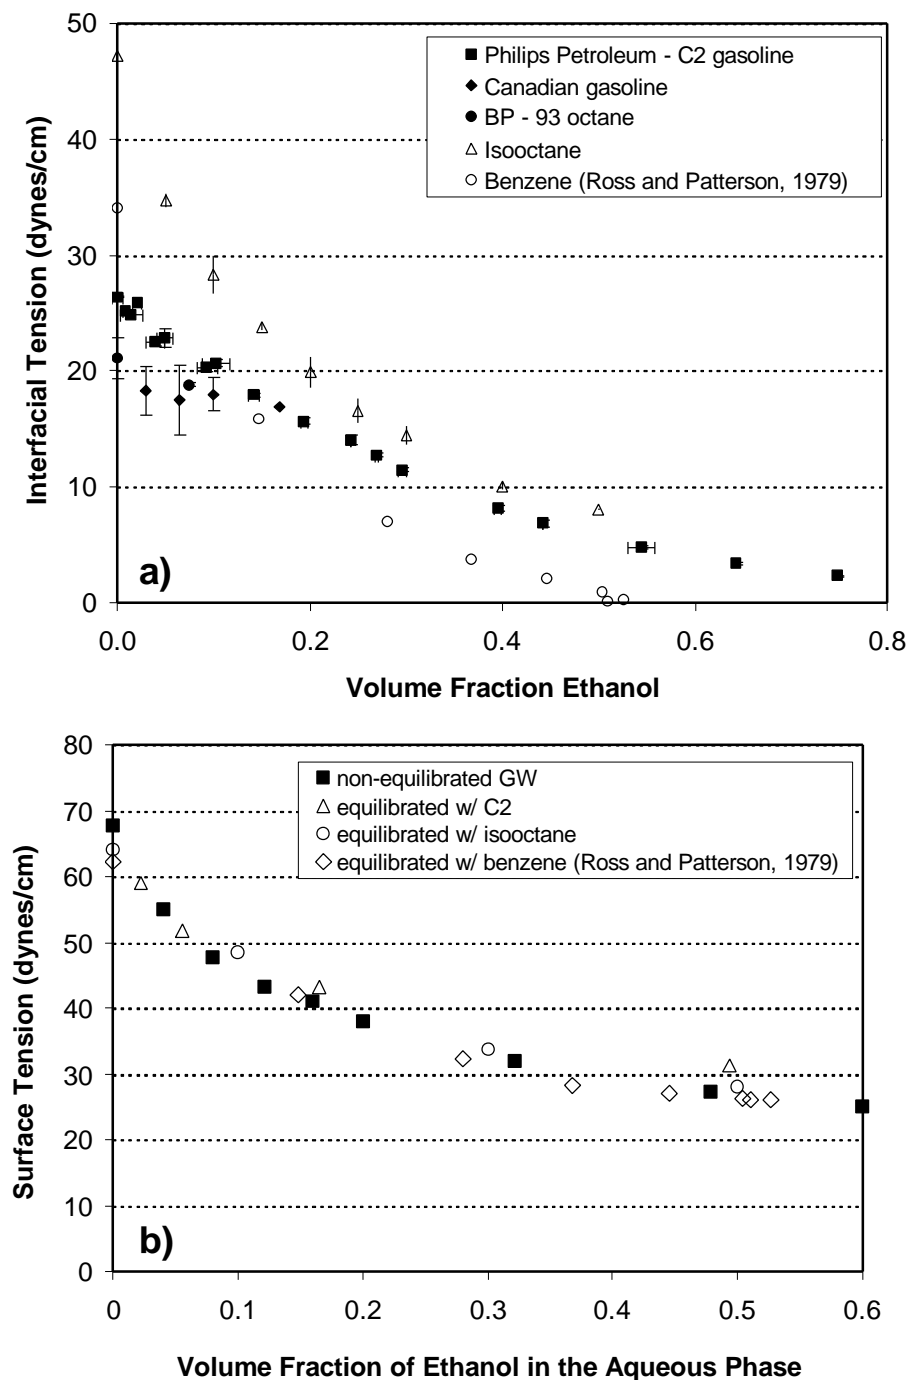 50
40
30
20
10
0
Interfacial Tension (dynes/cm)
Philips Petroleum - C2 gasoline
Canadian gasoline
BP - 93 octane
Isooctane
Benzene (Ross and Patterson, 1979)
a)
0.0 0.2 0.4 0.6 0.8
Volume Fraction Ethanol
80
70
60
50
40
30
20
10
0
Surface Tension (dynes/cm)
non-equilibrated GW
equilibrated w/ C2
equilibrated w/ isooctane
equilibrated w/ benzene (Ross and Patterson, 1979)
b)
0 0.1 0.2 0.3 0.4 0.5 0.6
Volume Fraction of Ethanol in the Aqueous Phase